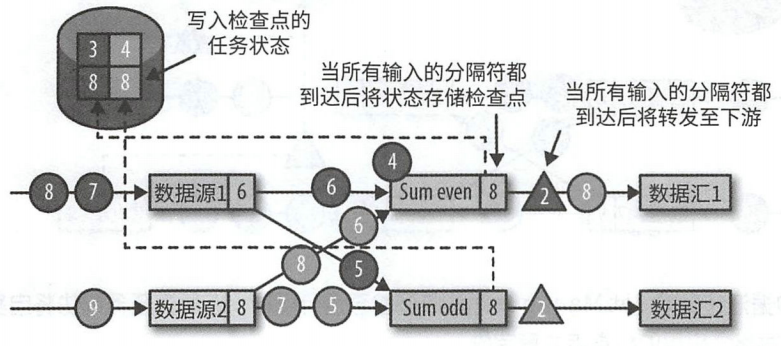 写入检查点的
任务状态
3 4
8 8
当所有输入的分隔符都
到达后将状态存储检查点
当所有输入的分隔符都
到达后将转发至下游
4
8 7 数据源1 6 6 Sum even 8 2 8 数据汇1
6
8 5
9 数据源2 8 7 5 Sum odd 8 2 数据汇2